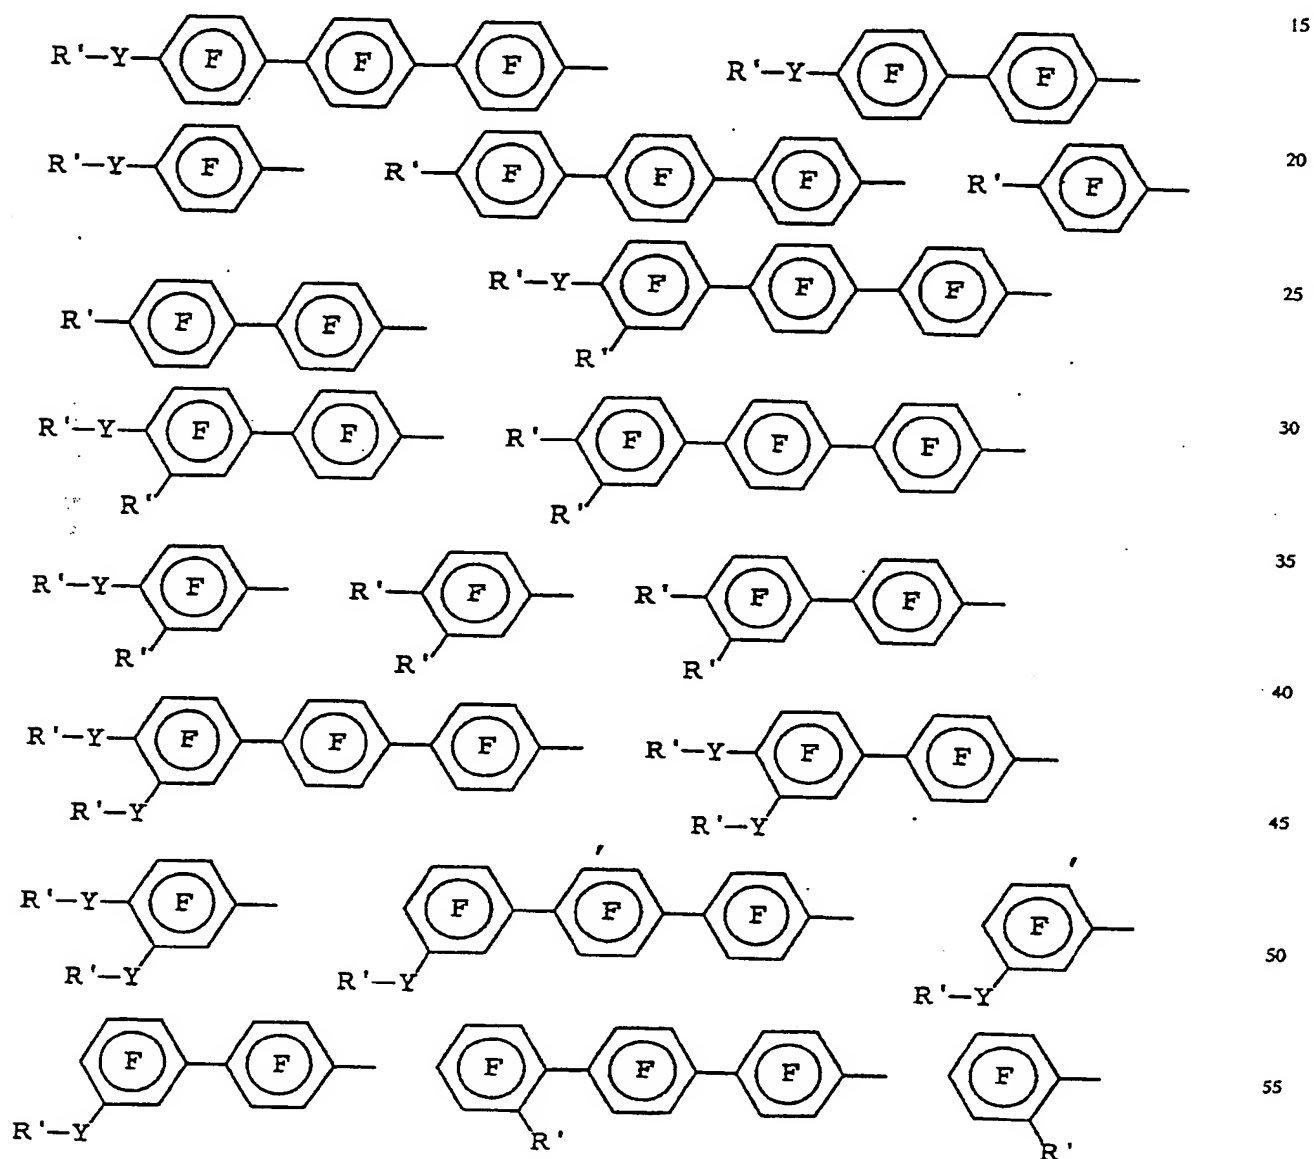 15
R'—Y— F F F — R'—Y— F F —
20
R'—Y— F — R'— F F F — R'— F —
25
R'— F F — R'—Y— F F F —
R'
30
R'—Y— F F — R'— F F F —
R' R'
35
R'—Y— F — R'— F — R'— F F —
R' R' R'
40
R'—Y— F F F — R'—Y— F F —
R'—Y R'—Y
45
R'—Y— F — F F F — F —
R'—Y R'—Y R'—Y
50
F F — F F F — F —
55
R'—Y R' R'